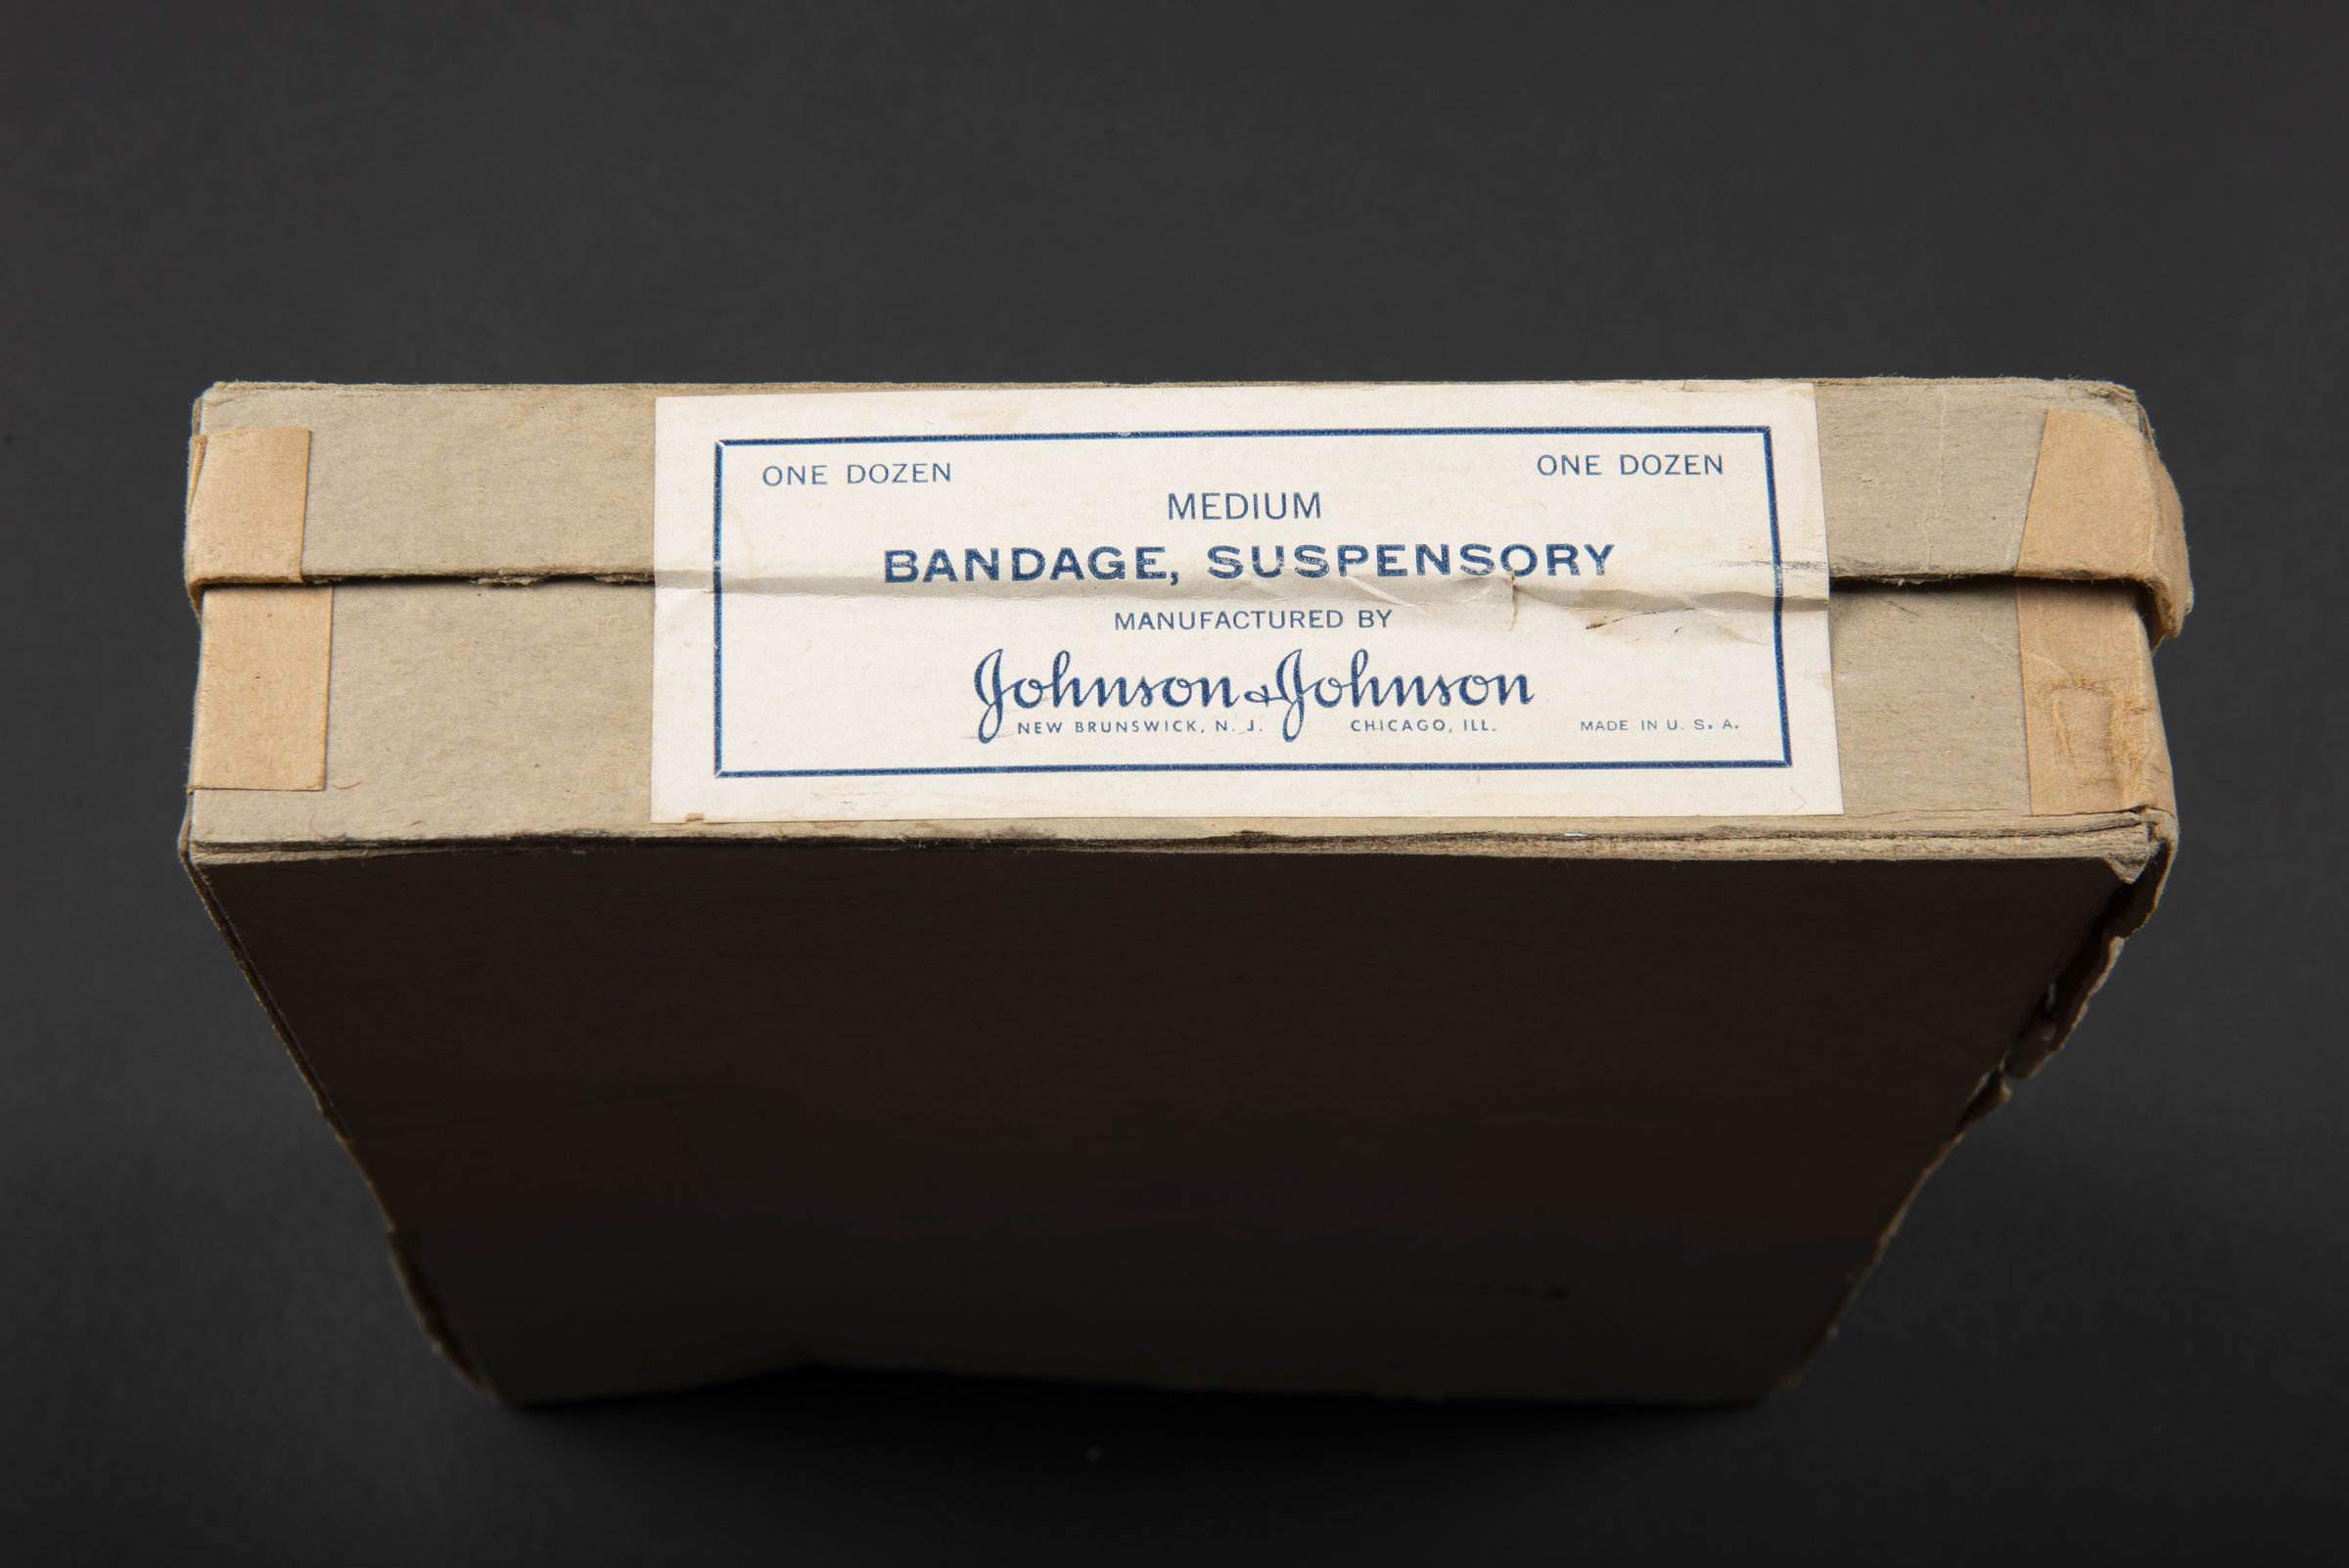 ONE DOZEN ONE DOZEN
MEDIUM
BANDAGE, SUSPENSORY
MANUFACTURED BY
Johnson & Johnson
NEW BRUNSWICK, N. J. CHICAGO, ILL. MADE IN U. S. A.